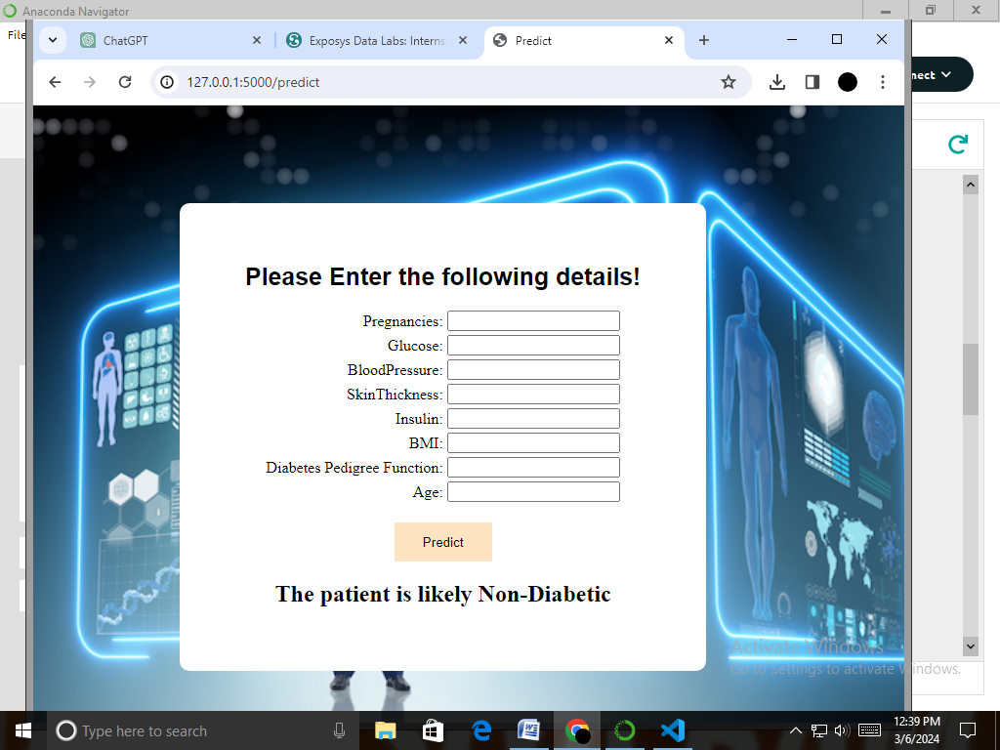 Anaconda Navigator
File
ChatGPT
Exposys Data Labs: Interns
Predict
nect
127.0.0.1:5000/predict
Please Enter the following details!
Pregnancies:
Glucose:
BloodPressure:
SkinThickness:
Insulin:
BMI:
Diabetes Pedigree Function:
Age:
Predict
The patient is likely Non-Diabetic
Activate Windows
Go to Settings to activate Windows.
Type here to search
12:39 PM
3/6/2024